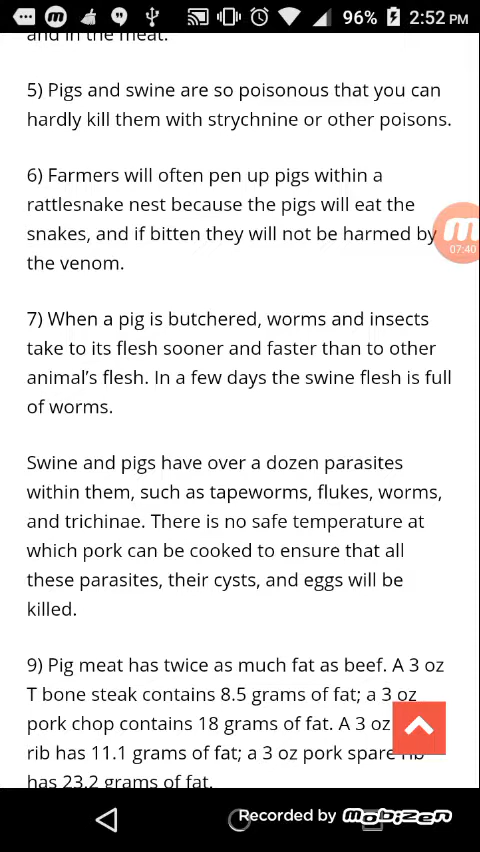 96% 2:52 PM
and in the meat.
5) Pigs and swine are so poisonous that you can
hardly kill them with strychnine or other poisons.
6) Farmers will often pen up pigs within a
rattlesnake nest because the pigs will eat the
snakes, and if bitten they will not be harmed by
the venom.
07:40
7) When a pig is butchered, worms and insects
take to its flesh sooner and faster than to other
animal's flesh. In a few days the swine flesh is full
of worms.
Swine and pigs have over a dozen parasites
within them, such as tapeworms, flukes, worms,
and trichinae. There is no safe temperature at
which pork can be cooked to ensure that all
these parasites, their cysts, and eggs will be
killed.
9) Pig meat has twice as much fat as beef. A 3 oz
T bone steak contains 8.5 grams of fat; a 3 oz
pork chop contains 18 grams of fat. A 3 oz
rib has 11.1 grams of fat; a 3 oz pork spare rib
has 23.2 grams of fat.
Recorded by Mobizen